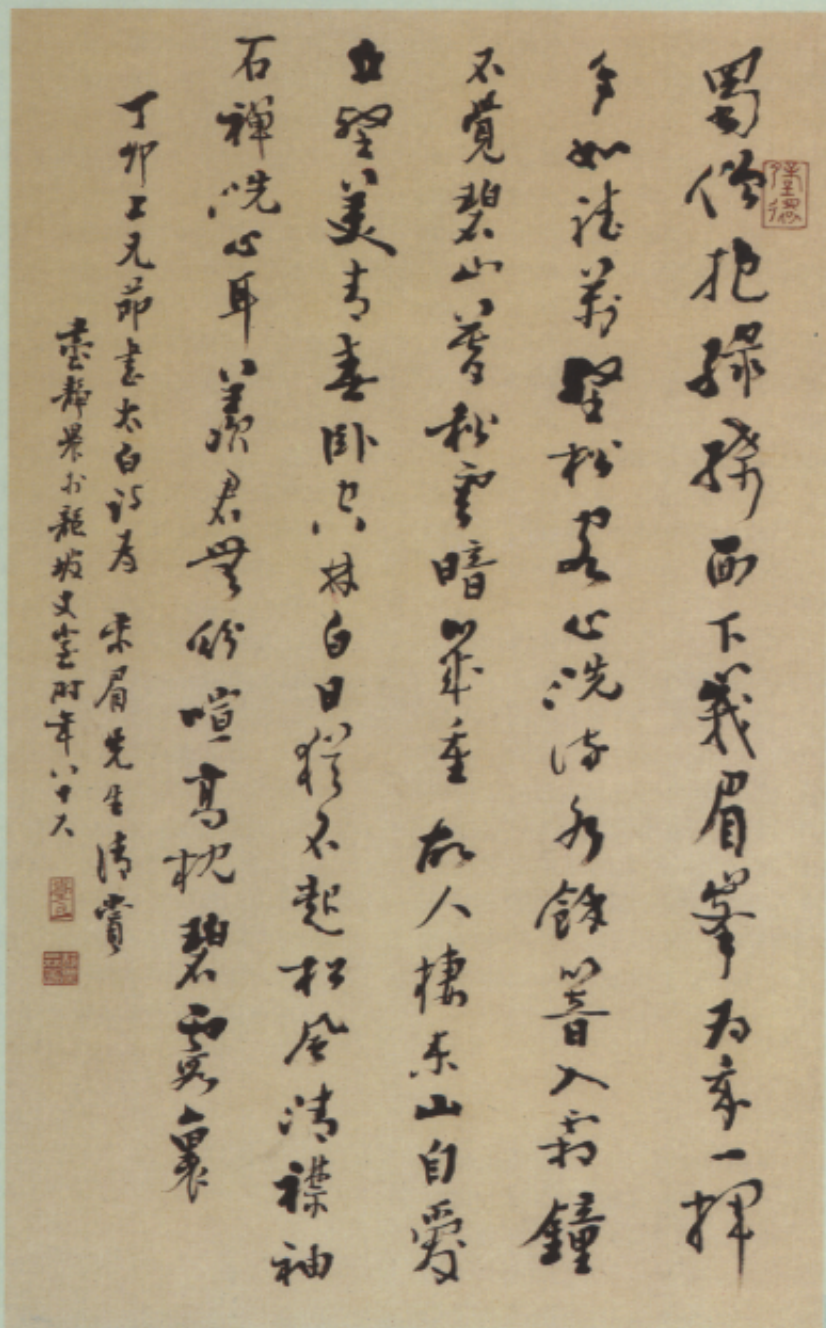 蜀僧抱綠綺西下峩眉峯為我一揮
手如聽萬壑松客心洗流水餘響入霜鐘
不覺碧山暮秋雲暗幾重故人棲東山自愛
丘壑美青春臥空林白日猶不起松風清襟袖
石禪洗心耳羨君無紛喧高枕碧霞裏
丁卯上元節書太白詩為 眉先生清賞
臺靜農於龍坡丈室時年八十六